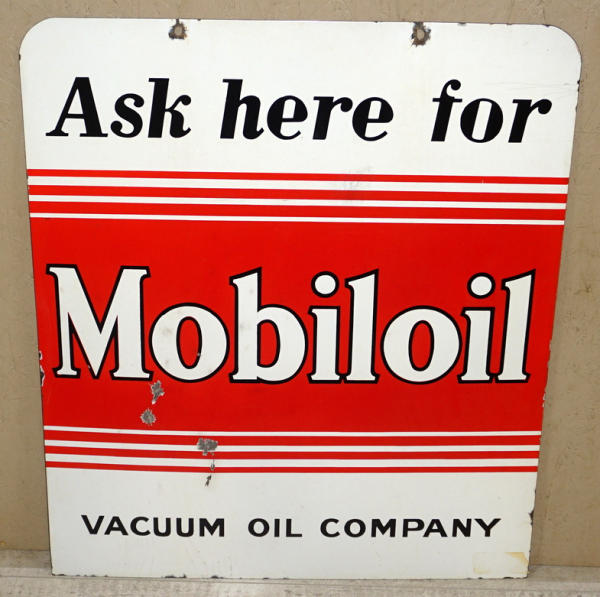 Ask here for
Mobiloil
VACUUM OIL COMPANY